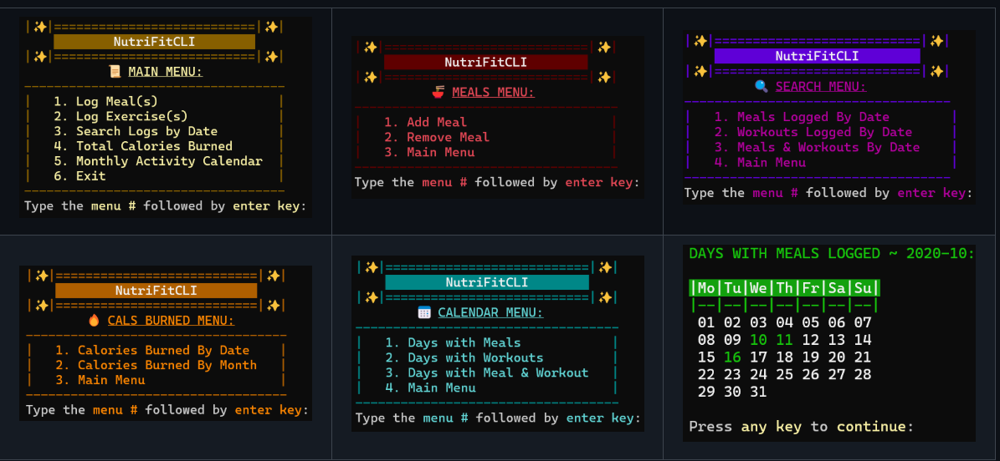 |✨|===========================|✨|
NutriFitCLI
|✨|===========================|✨|
📜 MAIN MENU:
-----------------------------------
| 1. Log Meal(s) |
| 2. Log Exercise(s) |
| 3. Search Logs by Date |
| 4. Total Calories Burned |
| 5. Monthly Activity Calendar |
| 6. Exit |
-----------------------------------
Type the menu # followed by enter key:
|✨|===========================|✨|
NutriFitCLI
|✨|===========================|✨|
🍜 MEALS MENU:
-----------------------------------
| 1. Add Meal |
| 2. Remove Meal |
| 3. Main Menu |
-----------------------------------
Type the menu # followed by enter key:
|✨|===========================|✨|
NutriFitCLI
|✨|===========================|✨|
🔍 SEARCH MENU:
-----------------------------------
| 1. Meals Logged By Date |
| 2. Workouts Logged By Date |
| 3. Meals & Workouts By Date |
| 4. Main Menu |
-----------------------------------
Type the menu # followed by enter key:
|✨|===========================|✨|
NutriFitCLI
|✨|===========================|✨|
🔥 CALS BURNED MENU:
-----------------------------------
| 1. Calories Burned By Date |
| 2. Calories Burned By Month |
| 3. Main Menu |
-----------------------------------
Type the menu # followed by enter key:
|✨|===========================|✨|
NutriFitCLI
|✨|===========================|✨|
📅 CALENDAR MENU:
-----------------------------------
| 1. Days with Meals |
| 2. Days with Workouts |
| 3. Days with Meal & Workout |
| 4. Main Menu |
-----------------------------------
Type the menu # followed by enter key:
DAYS WITH MEALS LOGGED ~ 2020-10:
|Mo|Tu|We|Th|Fr|Sa|Su|
|--|--|--|--|--|--|--|
01 02 03 04 05 06 07
08 09 10 11 12 13 14
15 16 17 18 19 20 21
22 23 24 25 26 27 28
29 30 31
Press any key to continue: